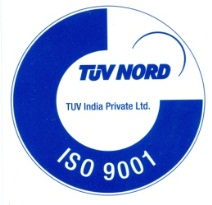 TÜV NORD
TUV India Private Ltd.
ISO 9001